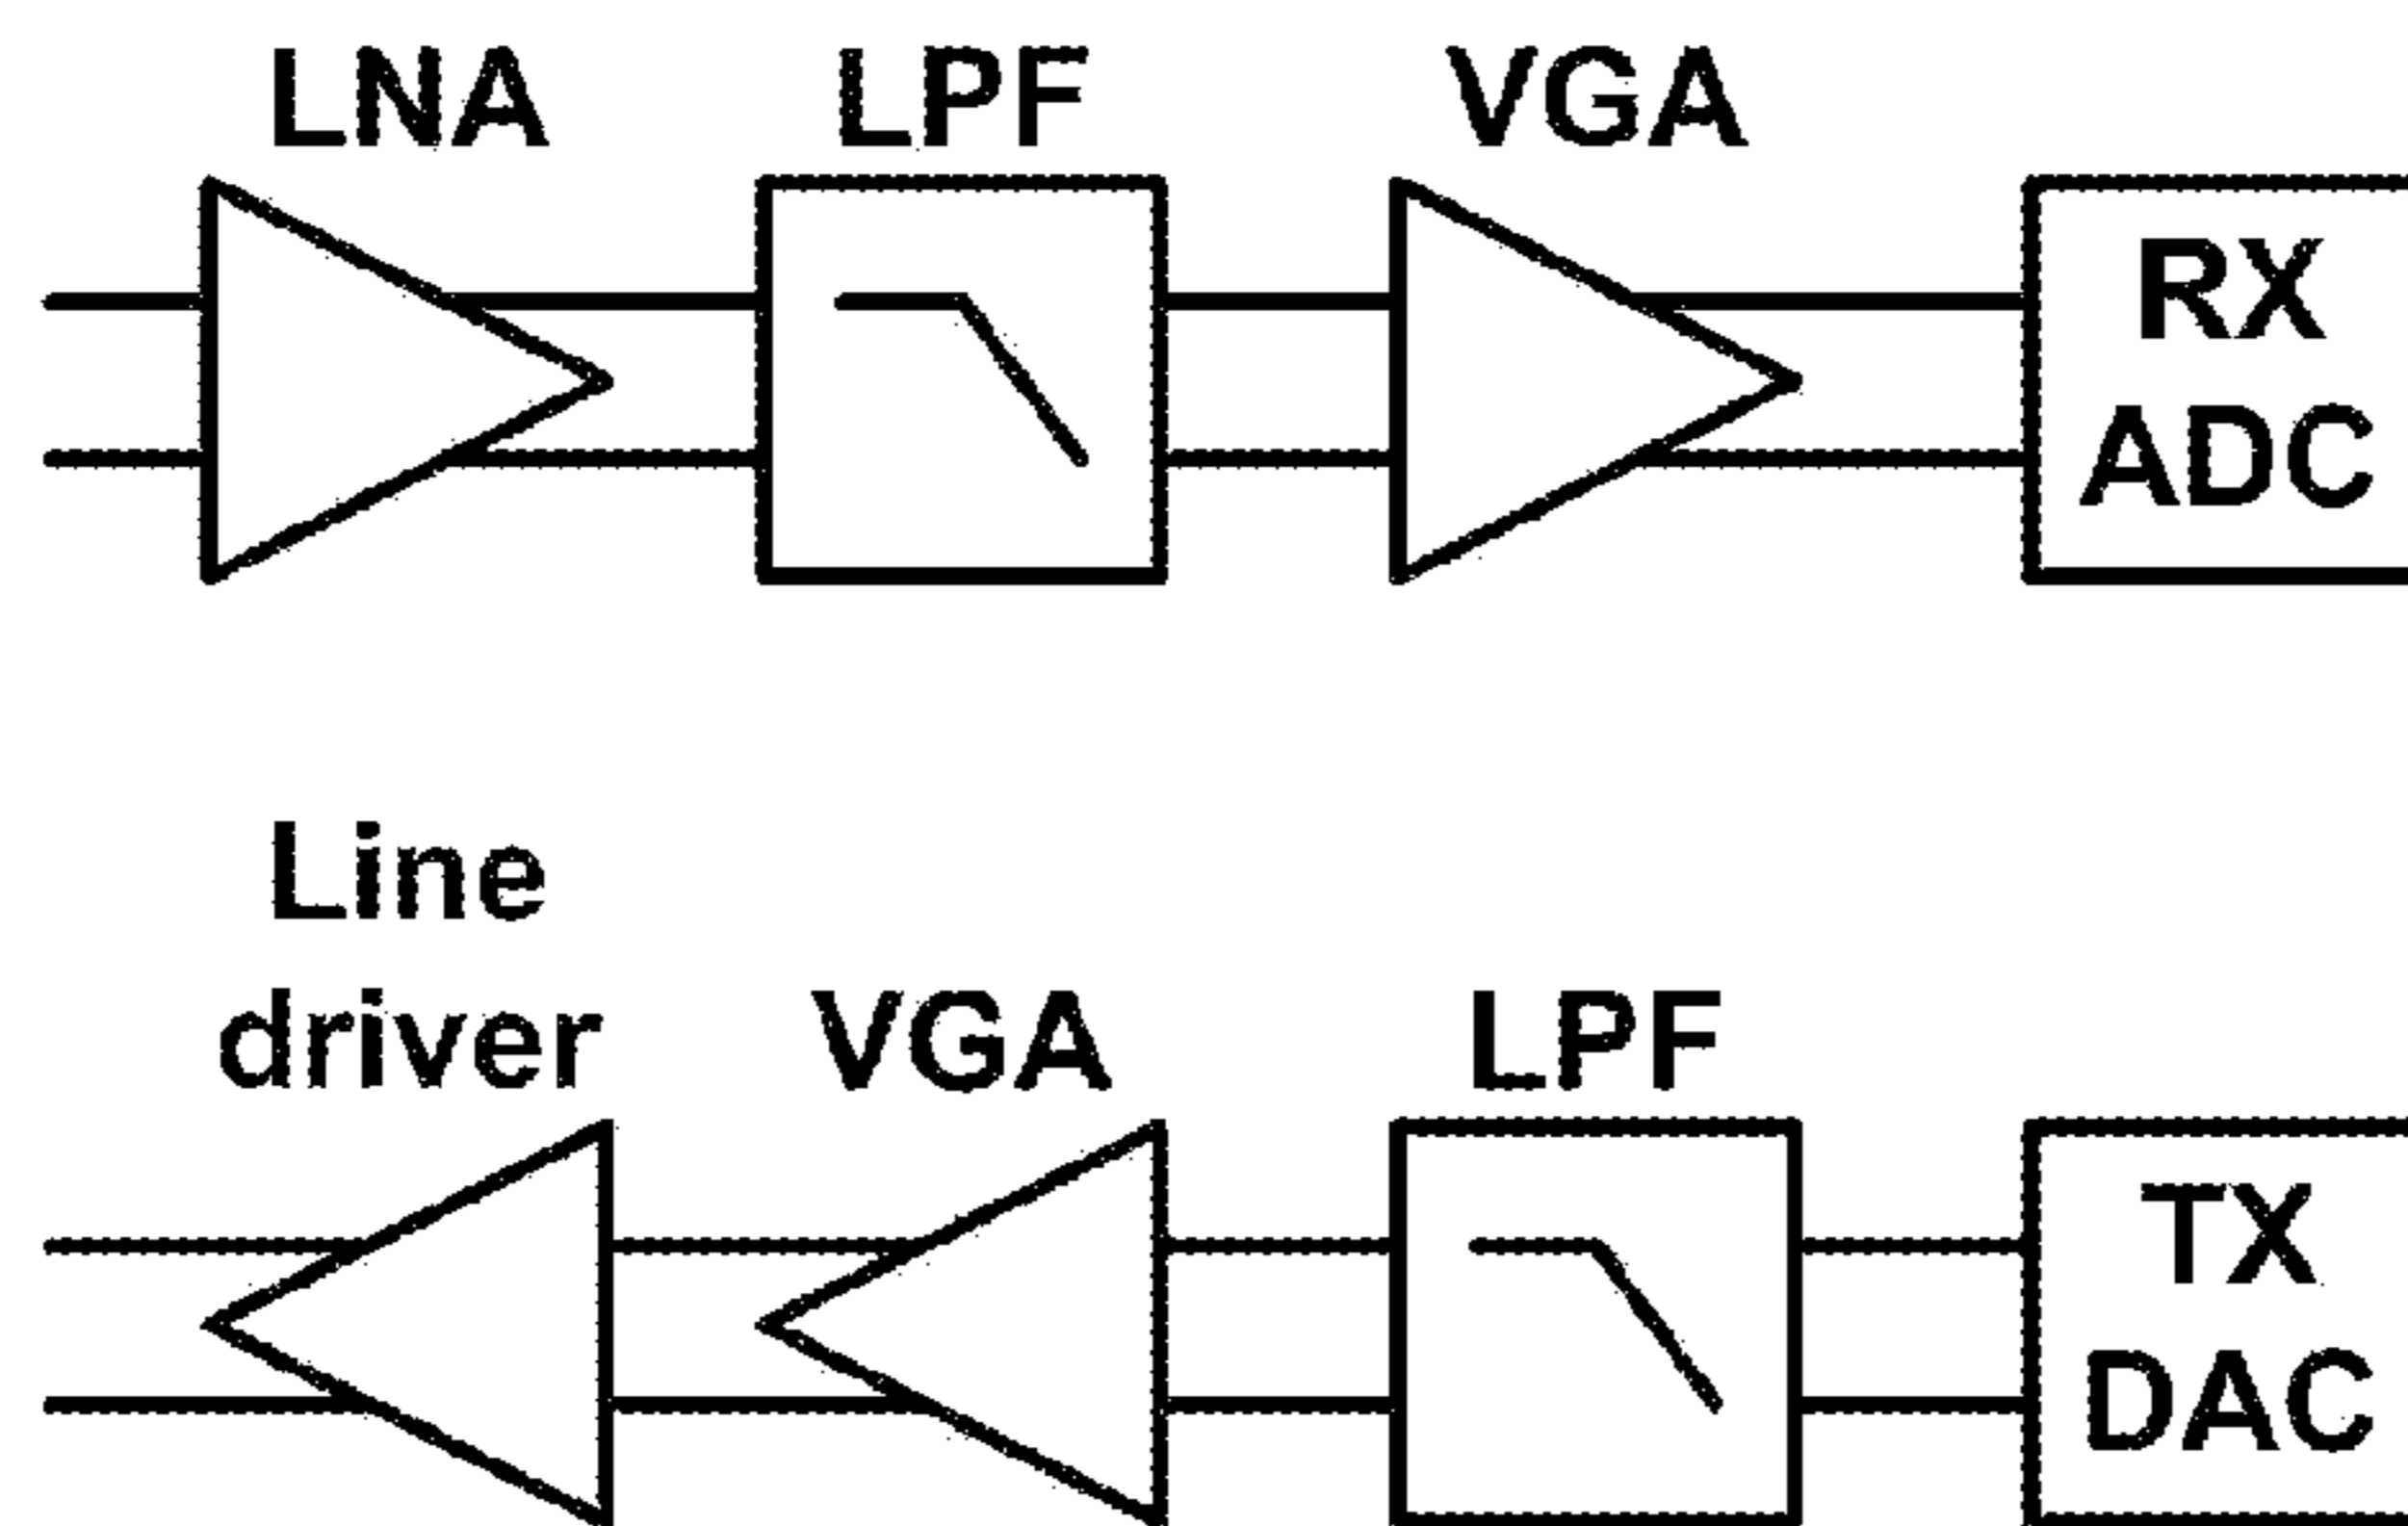 LNA LPF VGA
RX
ADC
Line
driver VGA LPF
TX
DAC